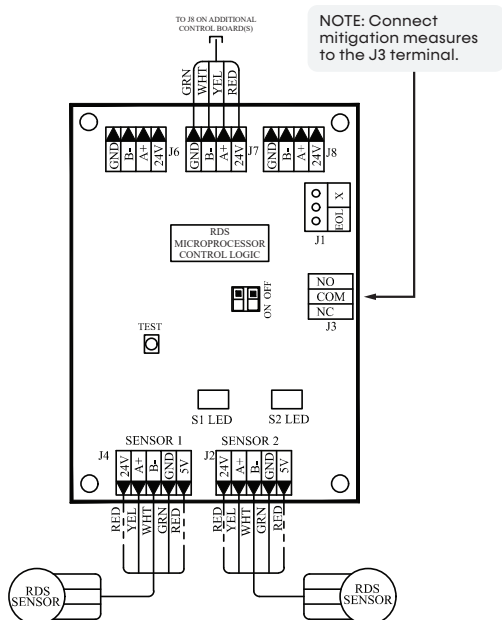 TO J8 ON ADDITIONAL
CONTROL BOARD(S)
NOTE: Connect
mitigation measures
to the J3 terminal.
GRN
WHT
YEL
RED
GND
B-
A+
24V
J6
GND
B-
A+
24V
J7
GND
B-
A+
24V
J8
EOL
X
J1
RDS
MICROPROCESSOR
CONTROL LOGIC
ON OFF
NO
COM
NC
J3
TEST
S1 LED
S2 LED
SENSOR 1
SENSOR 2
J4
24V
A+
B-
GND
5V
J2
24V
A+
B-
GND
5V
RED
YEL
WHT
GRN
RED
RED
YEL
WHT
GRN
RED
RDS
SENSOR
RDS
SENSOR